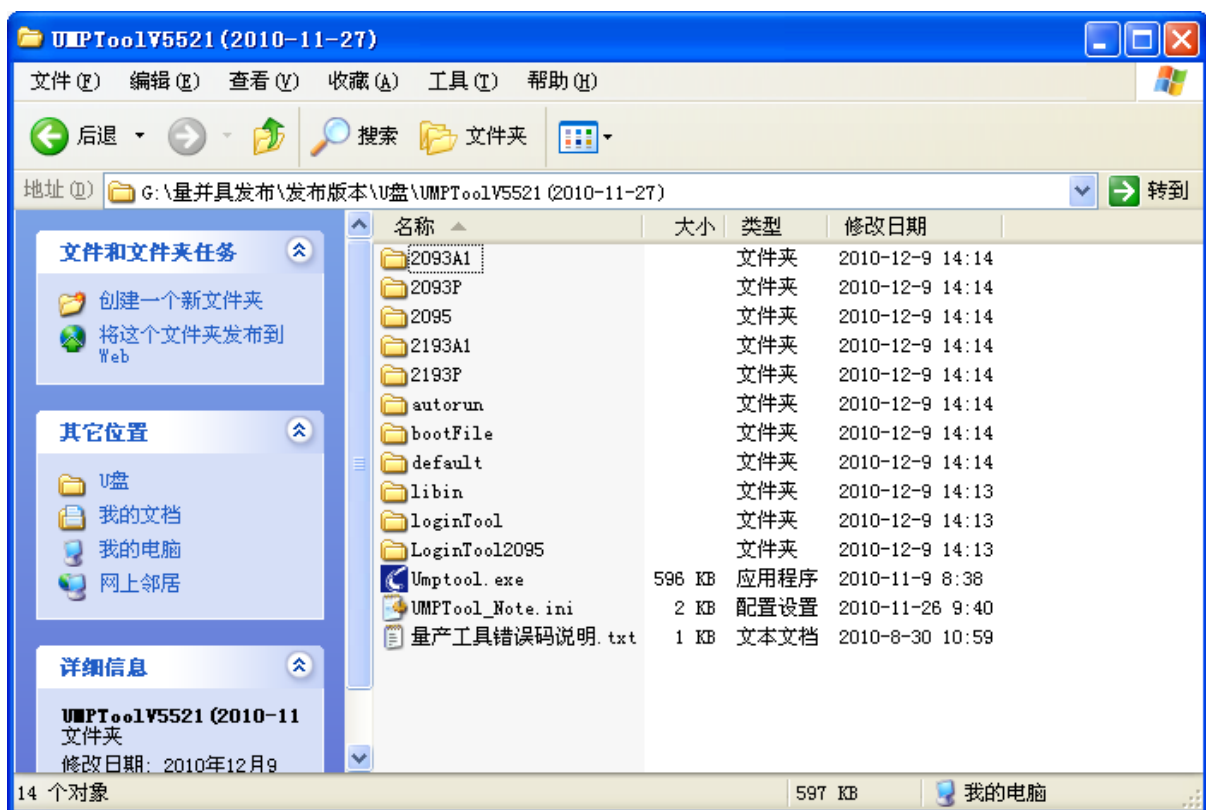 UMPToolV5521(2010-11-27)
文件(F) 编辑(E) 查看(V) 收藏(A) 工具(T) 帮助(H)
后退 搜索 文件夹
地址(D) G:\量并具发布\发布版本\U盘\UMPToolV5521(2010-11-27) 转到
文件和文件夹任务
创建一个新文件夹
将这个文件夹发布到
Web
其它位置
U盘
我的文档
我的电脑
网上邻居
详细信息
UMPToolV5521(2010-11
文件夹
修改日期: 2010年12月9
名称 大小 类型 修改日期
2093A1 文件夹 2010-12-9 14:14
2093P 文件夹 2010-12-9 14:14
2095 文件夹 2010-12-9 14:14
2193A1 文件夹 2010-12-9 14:14
2193P 文件夹 2010-12-9 14:14
autorun 文件夹 2010-12-9 14:14
bootFile 文件夹 2010-12-9 14:14
default 文件夹 2010-12-9 14:14
libin 文件夹 2010-12-9 14:13
loginTool 文件夹 2010-12-9 14:13
LoginTool2095 文件夹 2010-12-9 14:13
Umptool.exe 596 KB 应用程序 2010-11-9 8:38
UMPTool_Note.ini 2 KB 配置设置 2010-11-26 9:40
量产工具错误码说明.txt 1 KB 文本文档 2010-8-30 10:59
14 个对象 597 KB 我的电脑